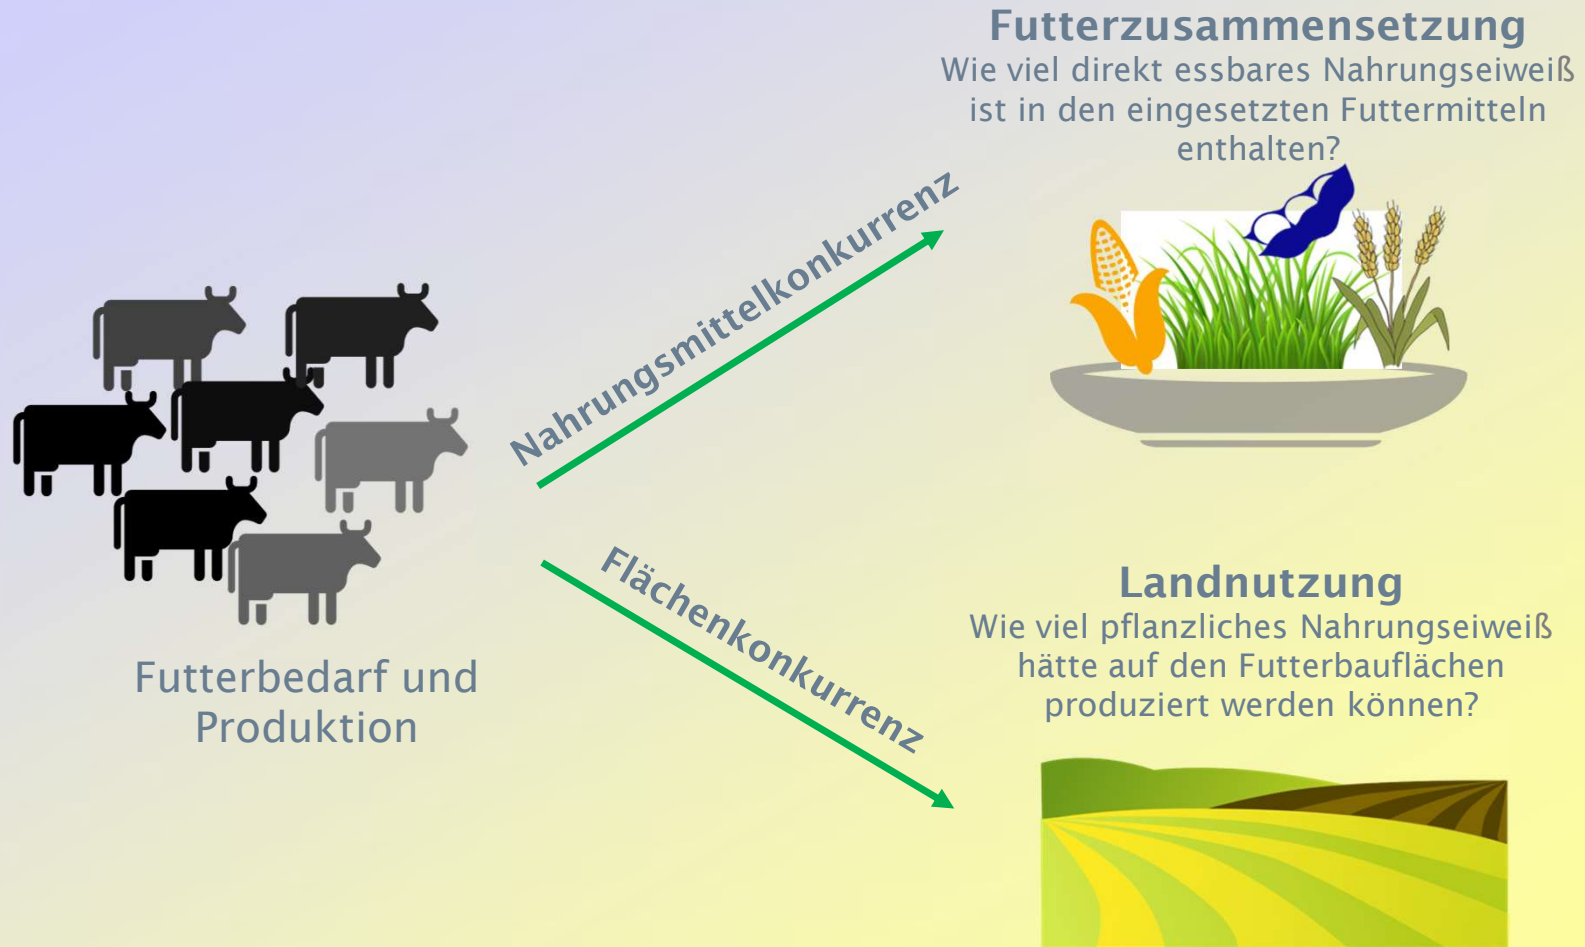 Futterzusammensetzung
Wie viel direkt essbares Nahrungseiweiß
ist in den eingesetzten Futtermitteln
enthalten?
Nahrungsmittelkonkurrenz
Flächenkonkurrenz
Futterbedarf und
Produktion
Landnutzung
Wie viel pflanzliches Nahrungseiweiß
hätte auf den Futterbauflächen
produziert werden können?